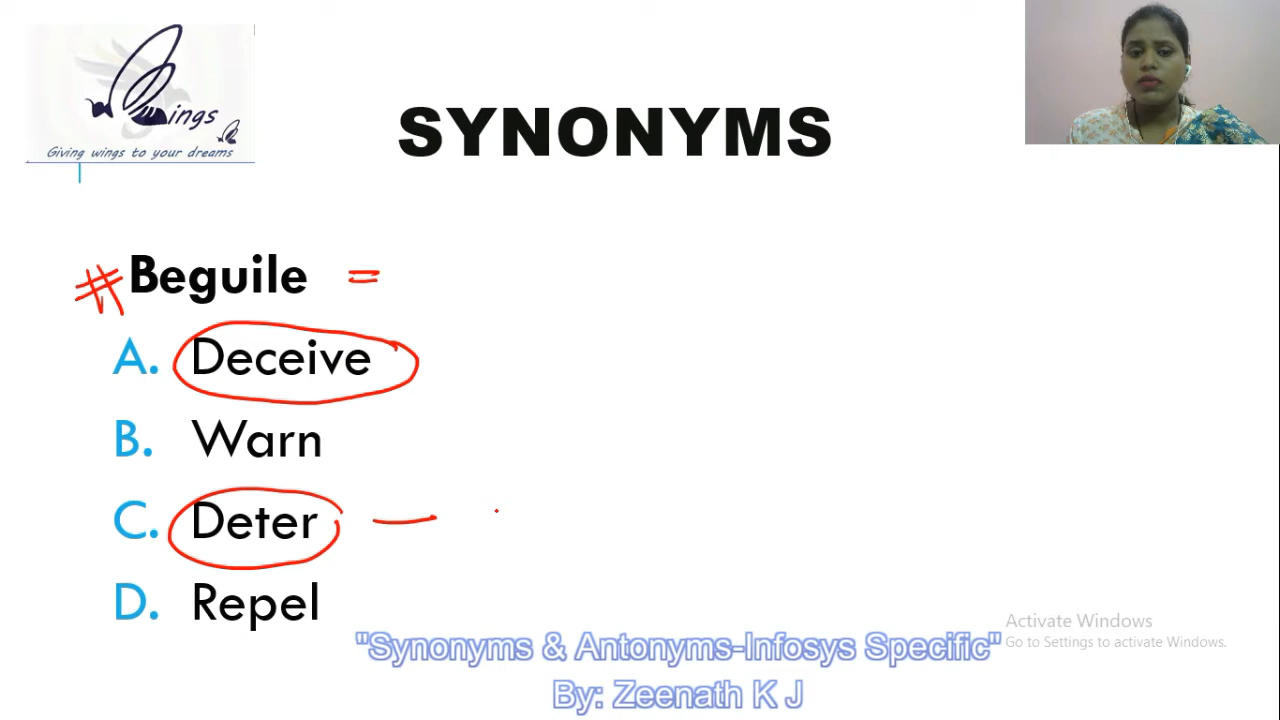 wings
Giving wings to your dreams
SYNONYMS
# Beguile =
A. Deceive
B. Warn
C. Deter —
D. Repel
Activate Windows
Go to Settings to activate Windows.
"Synonyms & Antonyms-Infosys Specific"
By: Zeenath K J